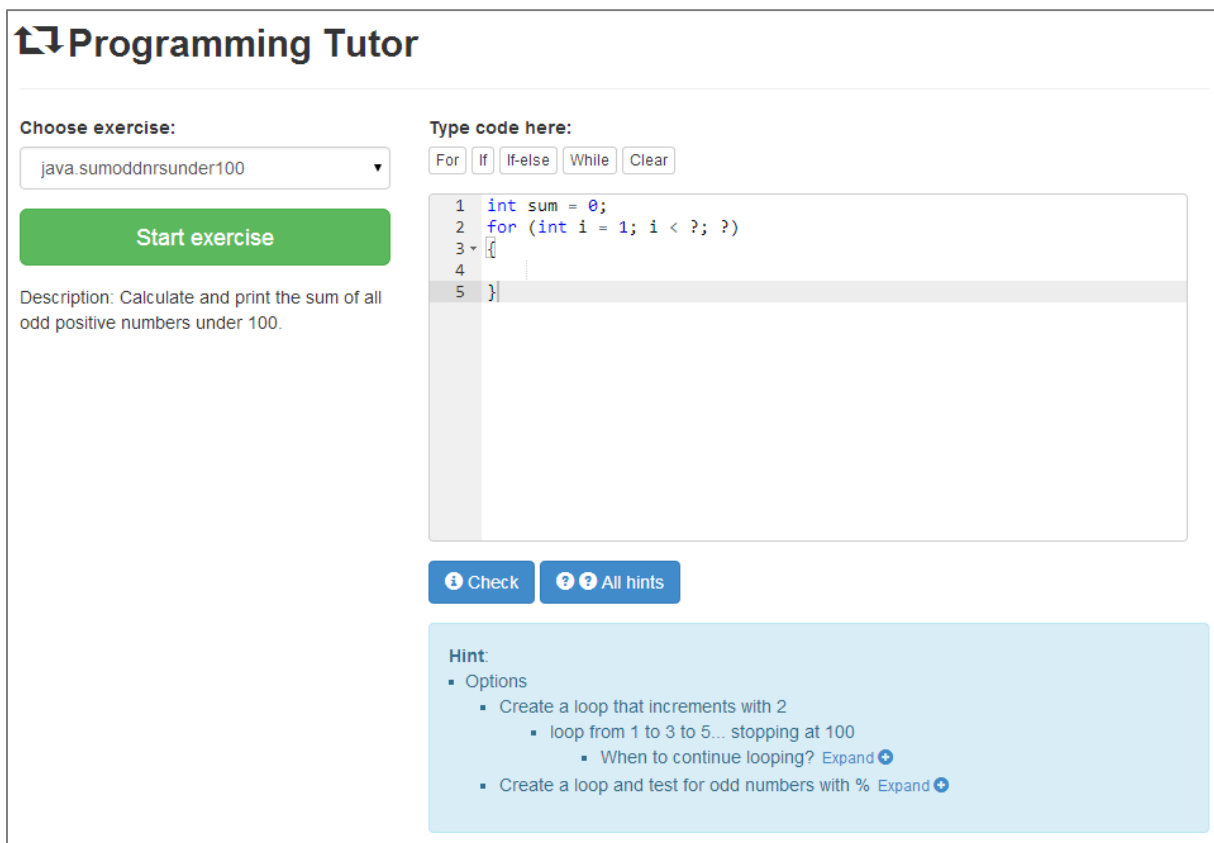 Programming Tutor
Choose exercise:
java.sumoddnrsunder100
Start exercise
Description: Calculate and print the sum of all
odd positive numbers under 100.
Type code here:
For If If-else While Clear
1 int sum = 0;
2 for (int i = 1; i < ?; ?)
3 {
4
5 }
Check All hints
Hint:
Options
Create a loop that increments with 2
loop from 1 to 3 to 5... stopping at 100
When to continue looping? Expand
Create a loop and test for odd numbers with % Expand